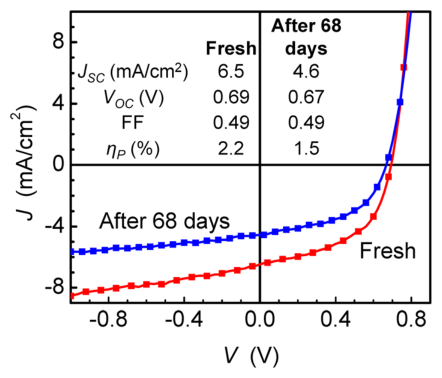 After 68
Fresh days
J_SC (mA/cm²) 6.5 4.6
V_OC (V) 0.69 0.67
FF 0.49 0.49
η_P (%) 2.2 1.5
8
4
0
-4
-8
J (mA/cm²)
After 68 days
Fresh
-0.8 -0.4 0.0 0.4 0.8
V (V)